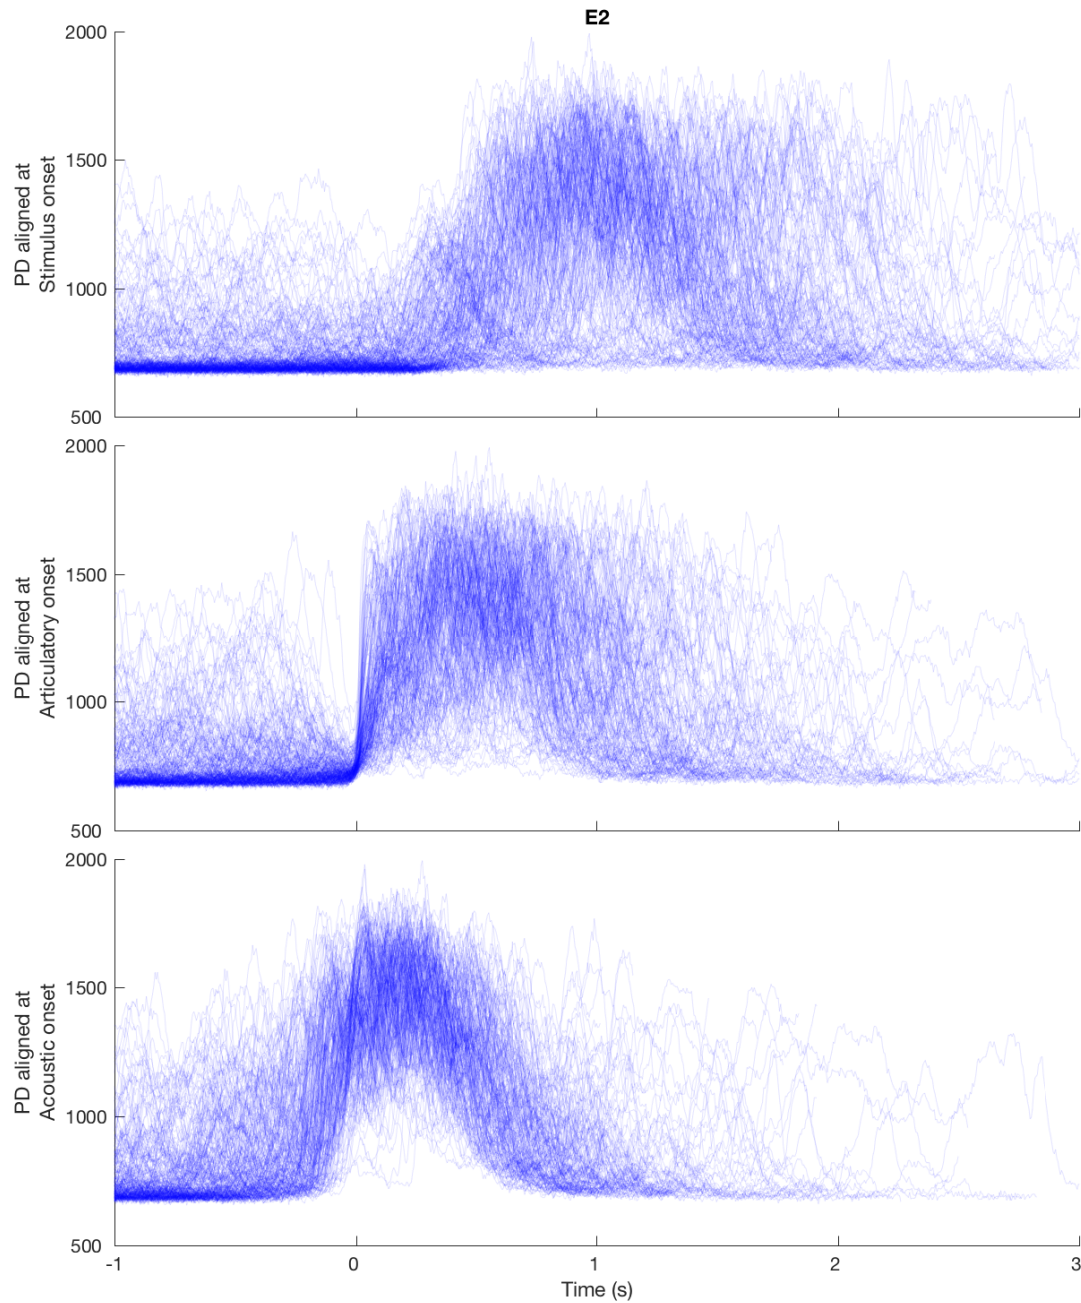 E2
2000
1500
1000
500
PD aligned at
Stimulus onset
2000
1500
1000
500
PD aligned at
Articulatory onset
2000
1500
1000
500
PD aligned at
Acoustic onset
-1 0 1 2 3
Time (s)